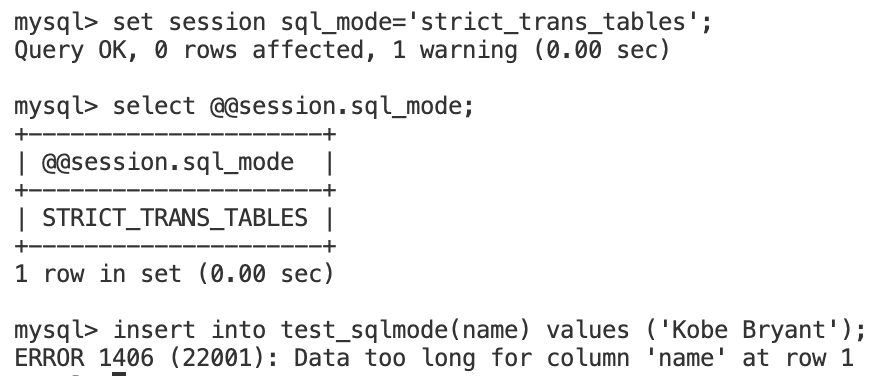 mysql> set session sql_mode='strict_trans_tables';
Query OK, 0 rows affected, 1 warning (0.00 sec)
mysql> select @@session.sql_mode;
+---------------------+
| @@session.sql_mode  |
+---------------------+
| STRICT_TRANS_TABLES |
+---------------------+
1 row in set (0.00 sec)
mysql> insert into test_sqlmode(name) values ('Kobe Bryant');
ERROR 1406 (22001): Data too long for column 'name' at row 1